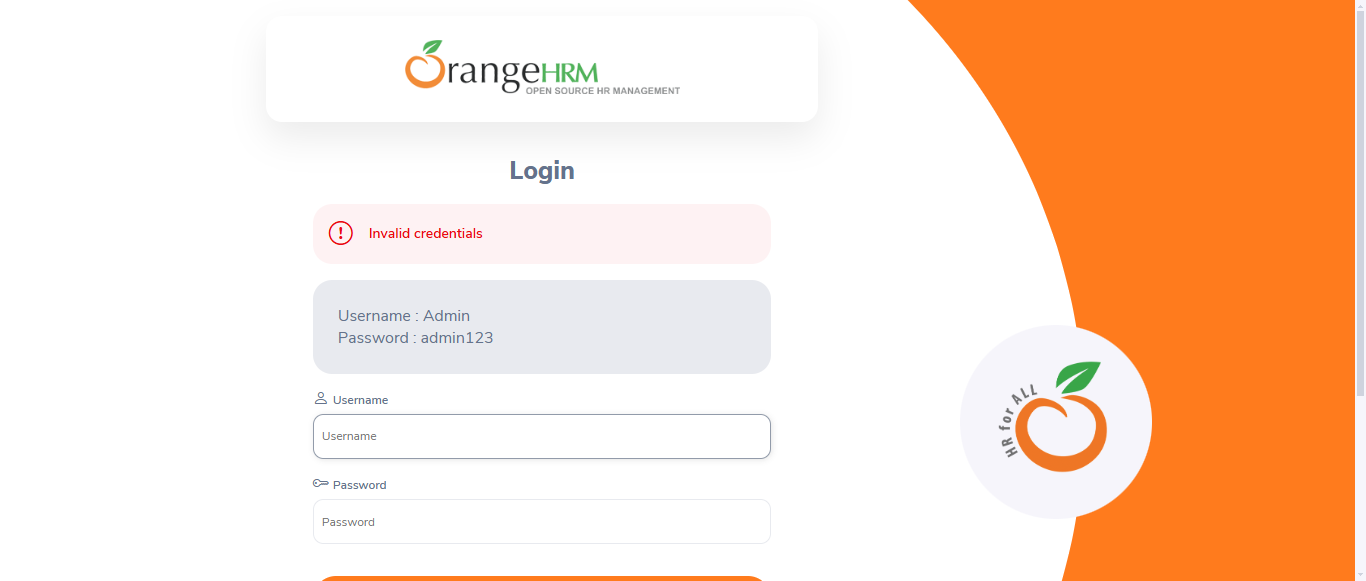 OrangeHRM
OPEN SOURCE HR MANAGEMENT
Login
Invalid credentials
Username : Admin
Password : admin123
Username
Username
Password
Password
HR for ALL